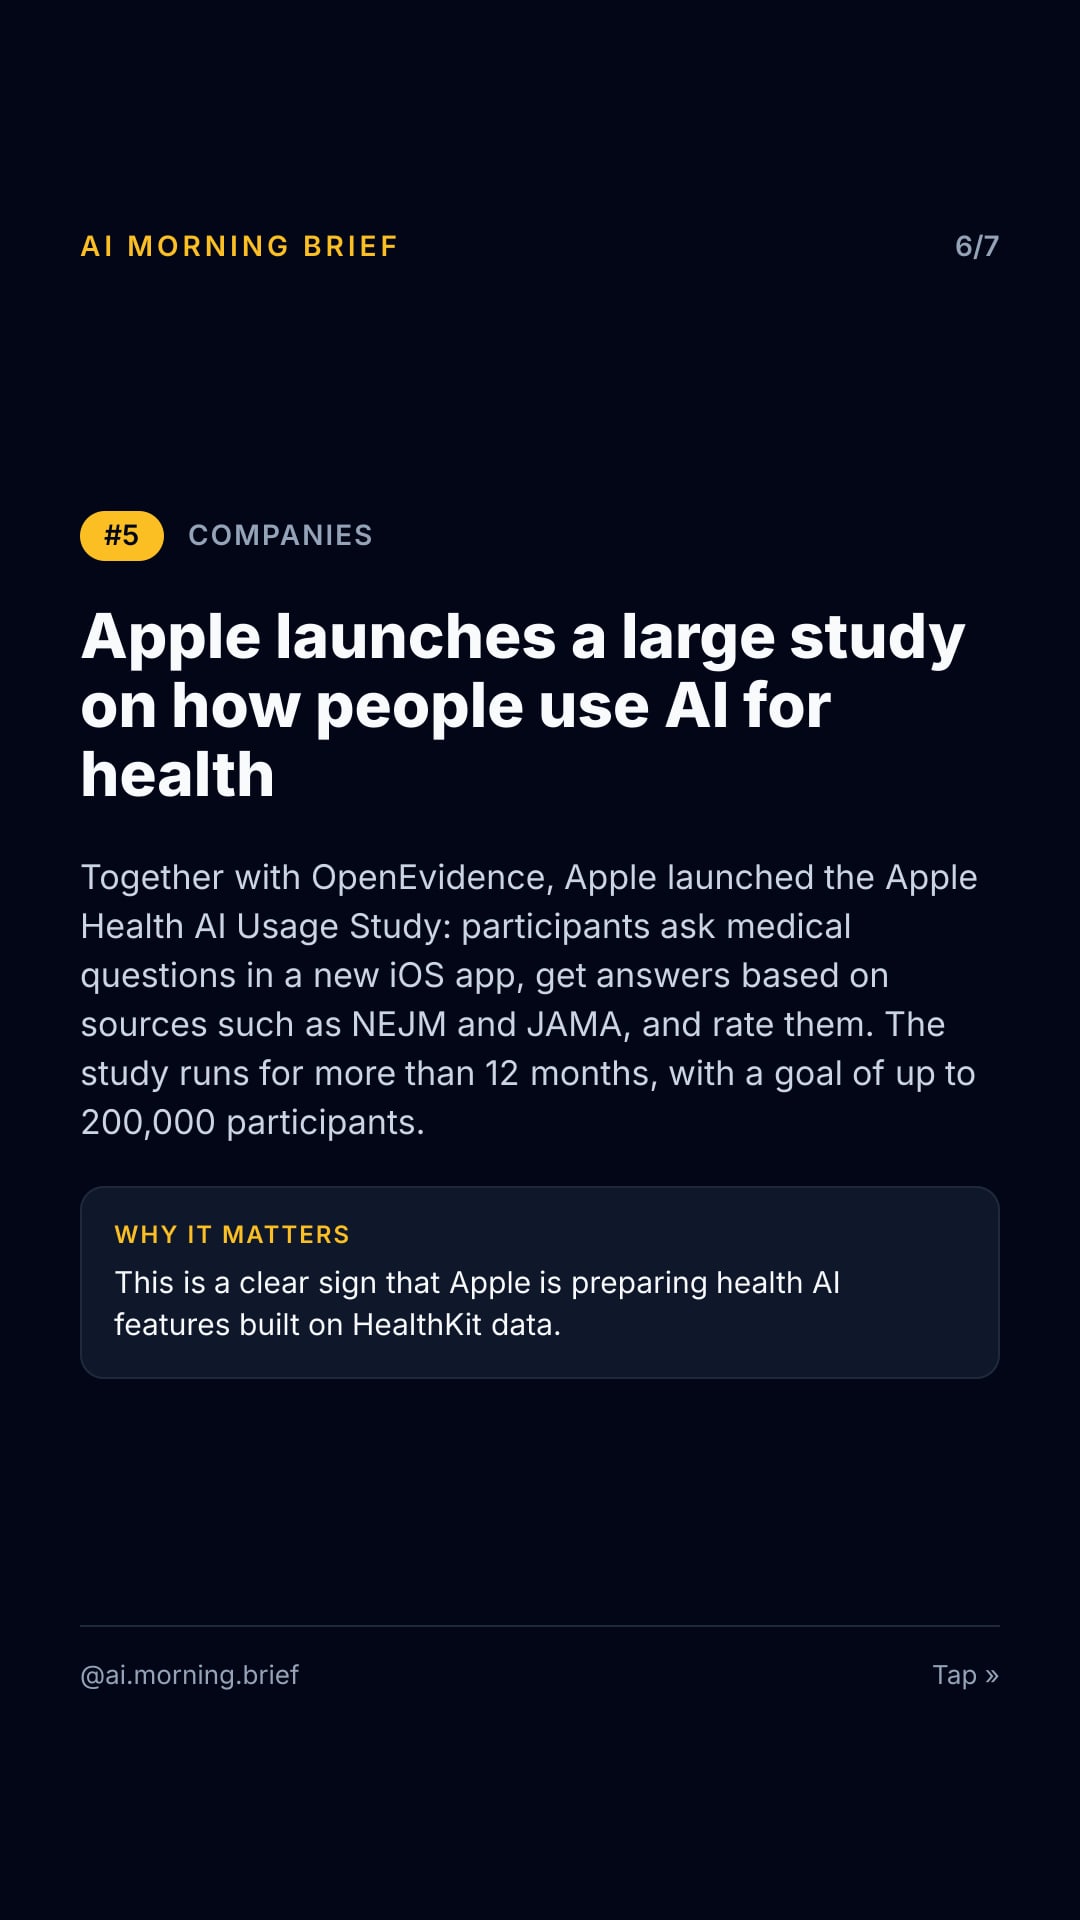 AI MORNING BRIEF
6/7
#5 COMPANIES
Apple launches a large study
on how people use AI for
health
Together with OpenEvidence, Apple launched the Apple
Health AI Usage Study: participants ask medical
questions in a new iOS app, get answers based on
sources such as NEJM and JAMA, and rate them. The
study runs for more than 12 months, with a goal of up to
200,000 participants.
WHY IT MATTERS
This is a clear sign that Apple is preparing health AI
features built on HealthKit data.
@ai.morning.brief
Tap »